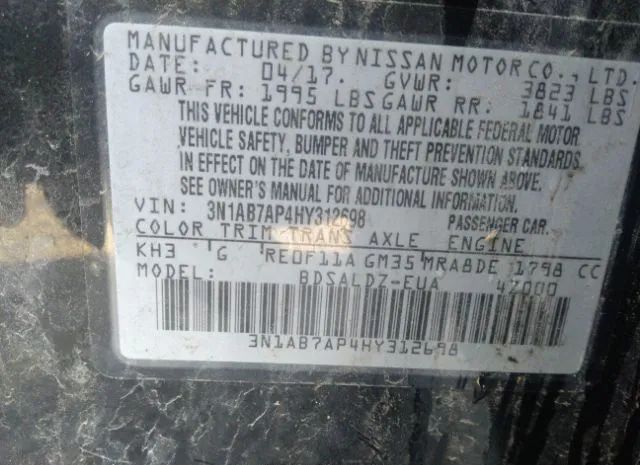 MANUFACTURED BY NISSAN MOTOR CO., LTD.
DATE: 04/17. GVWR: 3823 LBS
GAWR FR: 1995 LBS GAWR RR: 1841 LBS
THIS VEHICLE CONFORMS TO ALL APPLICABLE FEDERAL MOTOR
VEHICLE SAFETY, BUMPER AND THEFT PREVENTION STANDARDS
IN EFFECT ON THE DATE OF MANUFACTURE SHOWN ABOVE.
SEE OWNER'S MANUAL FOR ADDITIONAL INFORMATION.
VIN: 3N1AB7AP4HY312698 PASSENGER CAR.
COLOR TRIM TRANS AXLE ENGINE
KH3 G RE0F11A GM35 MRA8DE 1798 CC
MODEL: BDSALDZ-EUA 4Z000
3N1AB7AP4HY312698